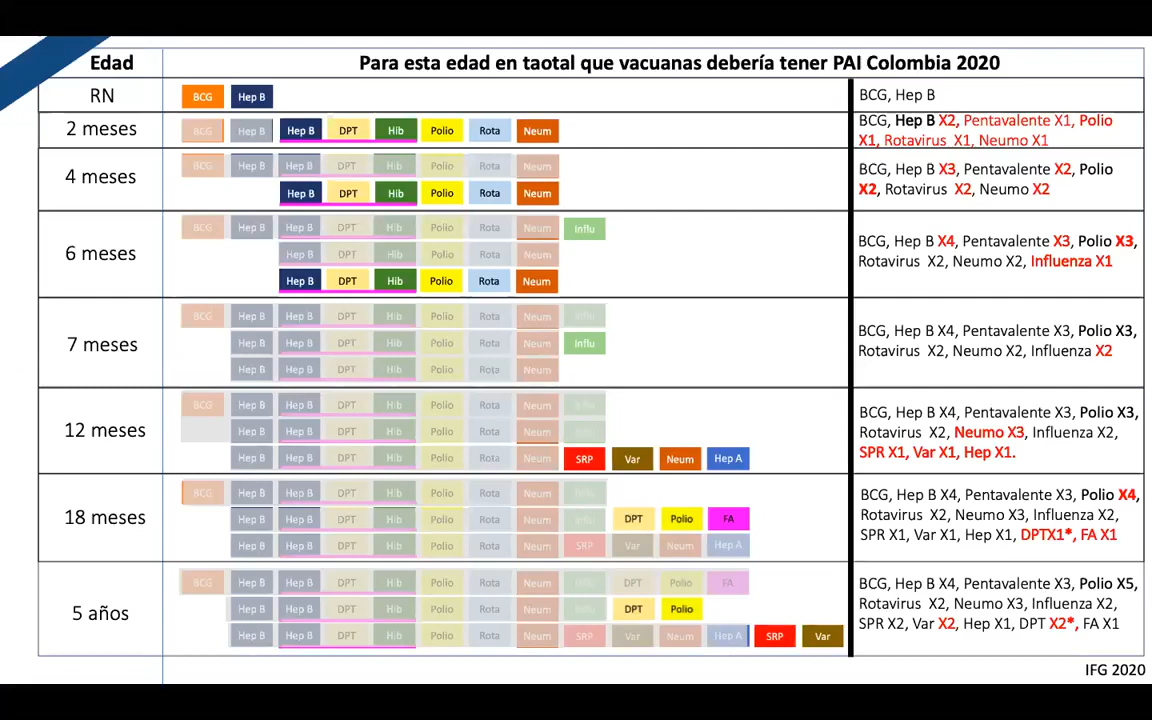 Edad Para esta edad en taotal que vacuanas debería tener PAI Colombia 2020
RN BCG Hep B BCG, Hep B
2 meses BCG Hep B Hep B DPT Hib Polio Rota Neum
BCG, Hep B X2, Pentavalente X1, Polio
X1, Rotavirus X1, Neumo X1
4 meses
BCG Hep B Hep B DPT Hib Polio Rota Neum
Hep B DPT Hib Polio Rota Neum
BCG, Hep B X3, Pentavalente X2, Polio
X2, Rotavirus X2, Neumo X2
6 meses
BCG Hep B Hep B DPT Hib Polio Rota Neum Influ
Hep B DPT Hib Polio Rota Neum
Hep B DPT Hib Polio Rota Neum
BCG, Hep B X4, Pentavalente X3, Polio X3,
Rotavirus X2, Neumo X2, Influenza X1
7 meses
BCG Hep B Hep B DPT Hib Polio Rota Neum Influ
Hep B Hep B DPT Hib Polio Rota Neum Influ
Hep B Hep B DPT Hib Polio Rota Neum
BCG, Hep B X4, Pentavalente X3, Polio X3,
Rotavirus X2, Neumo X2, Influenza X2
12 meses
BCG Hep B Hep B DPT Hib Polio Rota Neum Influ
Hep B Hep B DPT Hib Polio Rota Neum Influ
Hep B Hep B DPT Hib Polio Rota Neum SRP Var Neum Hep A
BCG, Hep B X4, Pentavalente X3, Polio X3,
Rotavirus X2, Neumo X3, Influenza X2,
SPR X1, Var X1, Hep X1.
18 meses
BCG Hep B Hep B DPT Hib Polio Rota Neum Influ
Hep B Hep B DPT Hib Polio Rota Neum Influ DPT Polio FA
Hep B Hep B DPT Hib Polio Rota Neum SRP Var Neum Hep A
BCG, Hep B X4, Pentavalente X3, Polio X4,
Rotavirus X2, Neumo X3, Influenza X2,
SPR X1, Var X1, Hep X1, DPTX1*, FA X1
5 años
BCG Hep B Hep B DPT Hib Polio Rota Neum Influ DPT Polio FA
Hep B Hep B DPT Hib Polio Rota Neum Influ DPT Polio
Hep B Hep B DPT Hib Polio Rota Neum SRP Var Neum Hep A SRP Var
BCG, Hep B X4, Pentavalente X3, Polio X5,
Rotavirus X2, Neumo X3, Influenza X2,
SPR X2, Var X2, Hep X1, DPT X2*, FA X1
IFG 2020